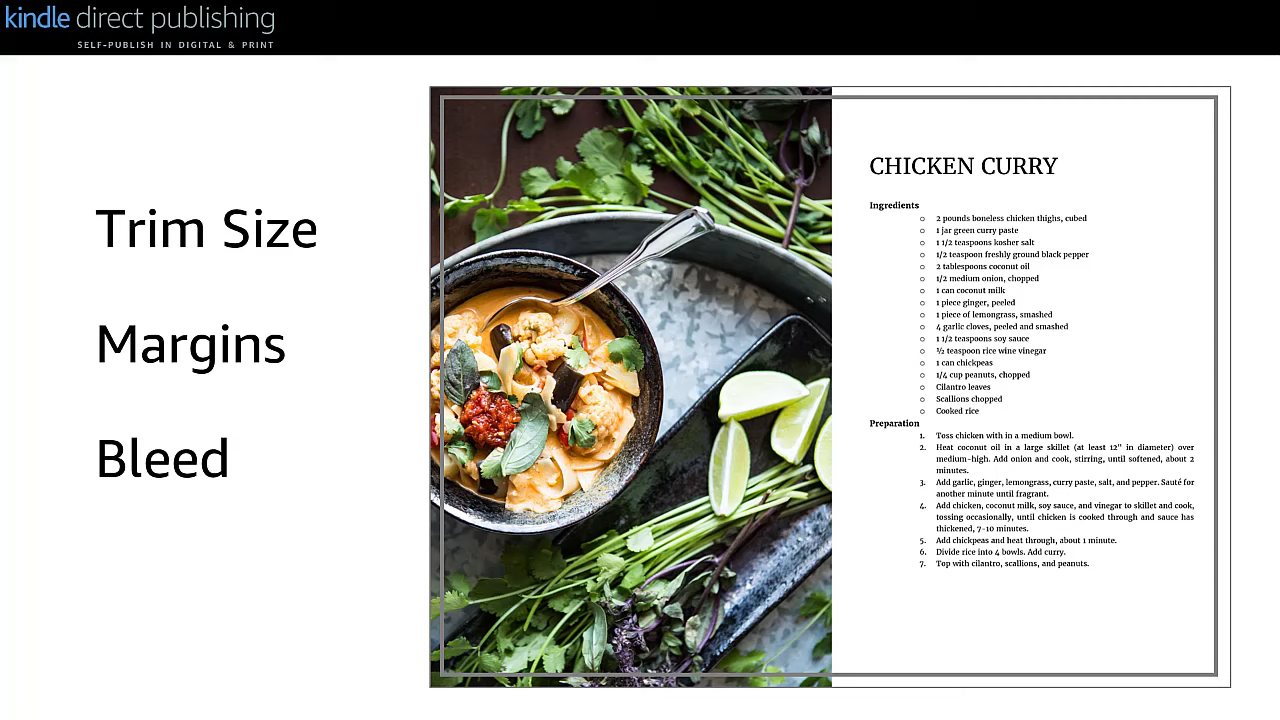 kindle direct publishing
SELF-PUBLISH IN DIGITAL & PRINT
Trim Size
Margins
Bleed
CHICKEN CURRY
Ingredients
o 2 pounds boneless chicken thighs, cubed
o 1 jar green curry paste
o 1 1/2 teaspoons kosher salt
o 1/2 teaspoon freshly ground black pepper
o 2 tablespoons coconut oil
o 1/2 medium onion, chopped
o 1 can coconut milk
o 1 piece ginger, peeled
o 1 piece of lemongrass, smashed
o 4 garlic cloves, peeled and smashed
o 1 1/2 teaspoons soy sauce
o ½ teaspoon rice wine vinegar
o 1 can chickpeas
o 1/4 cup peanuts, chopped
o Cilantro leaves
o Scallions chopped
o Cooked rice
Preparation
1. Toss chicken with in a medium bowl.
2. Heat coconut oil in a large skillet (at least 12" in diameter) over
medium-high. Add onion and cook, stirring, until softened, about 2
minutes.
3. Add garlic, ginger, lemongrass, curry paste, salt, and pepper. Sauté for
another minute until fragrant.
4. Add chicken, coconut milk, soy sauce, and vinegar to skillet and cook,
tossing occasionally, until chicken is cooked through and sauce has
thickened, 7-10 minutes.
5. Add chickpeas and heat through, about 1 minute.
6. Divide rice into 4 bowls. Add curry.
7. Top with cilantro, scallions, and peanuts.